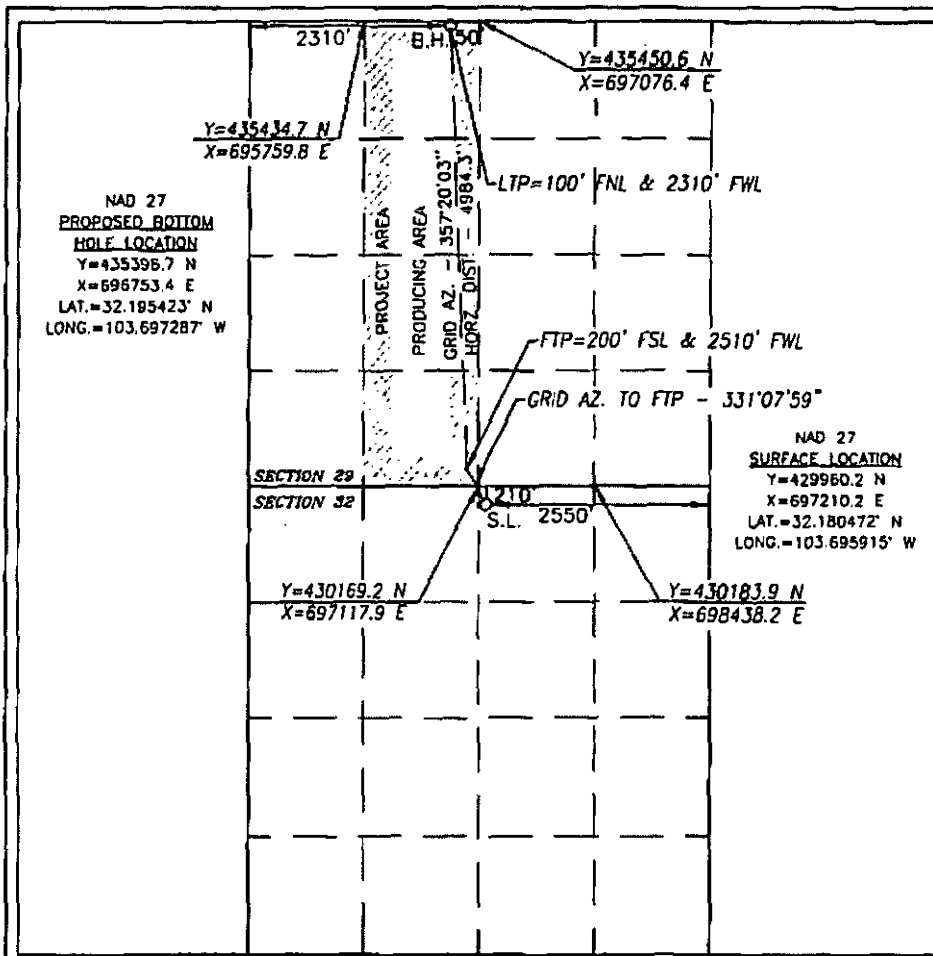 2310'
B.H.
50'
Y=435450.6 N
X=697076.4 E
Y=435434.7 N
X=695759.8 E
LTP=100' FNL & 2310' FWL
NAD 27
PROPOSED BOTTOM
HOLE LOCATION
Y=435396.7 N
X=696753.4 E
LAT.=32.195423° N
LONG.=103.697287° W
PROJECT AREA
PRODUCING AREA
GRID AZ. - 357°20'03"
HORZ. DIST. - 4984.3'
FTP=200' FSL & 2510' FWL
GRID AZ. TO FTP - 331°07'59"
NAD 27
SURFACE LOCATION
Y=429960.2 N
X=697210.2 E
LAT.=32.180472° N
LONG.=103.695915° W
SECTION 29
SECTION 32
210'
S.L.
2550'
Y=430169.2 N
X=697117.9 E
Y=430183.9 N
X=698438.2 E